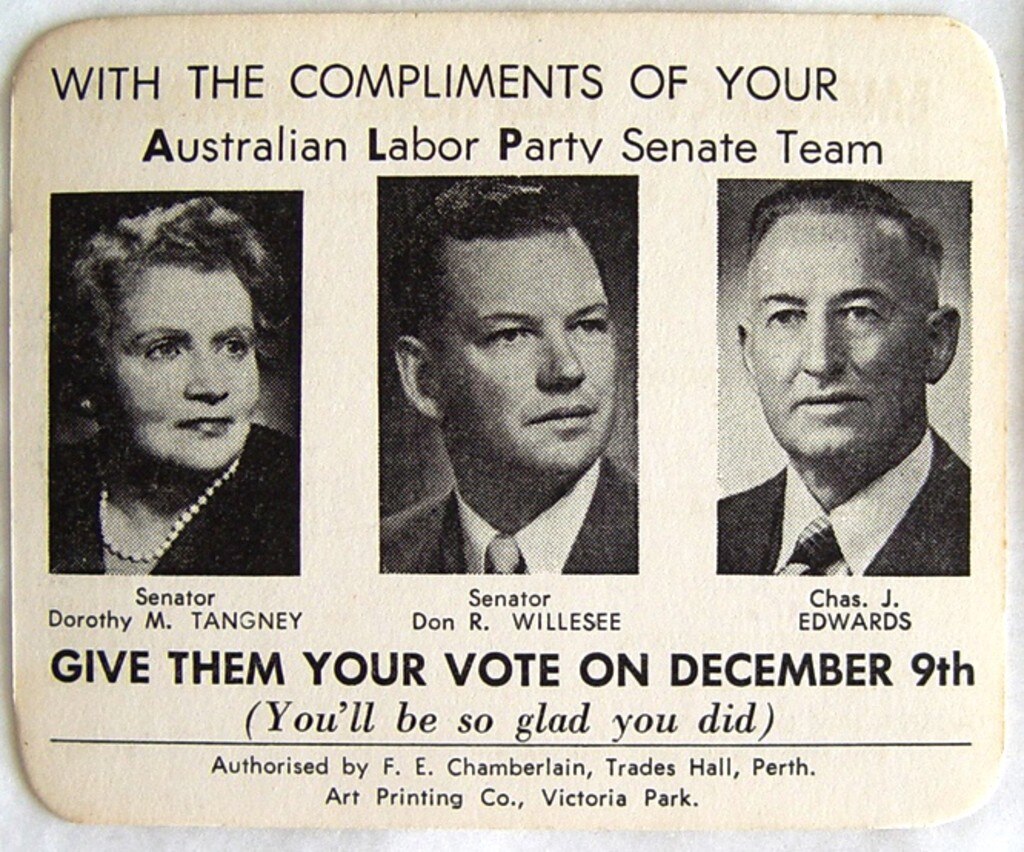 WITH THE COMPLIMENTS OF YOUR
Australian Labor Party Senate Team
Senator
Dorothy M. TANGNEY
Senator
Don R. WILLESEE
Chas. J.
EDWARDS
GIVE THEM YOUR VOTE ON DECEMBER 9th
(You'll be so glad you did)
Authorised by F. E. Chamberlain, Trades Hall, Perth.
Art Printing Co., Victoria Park.